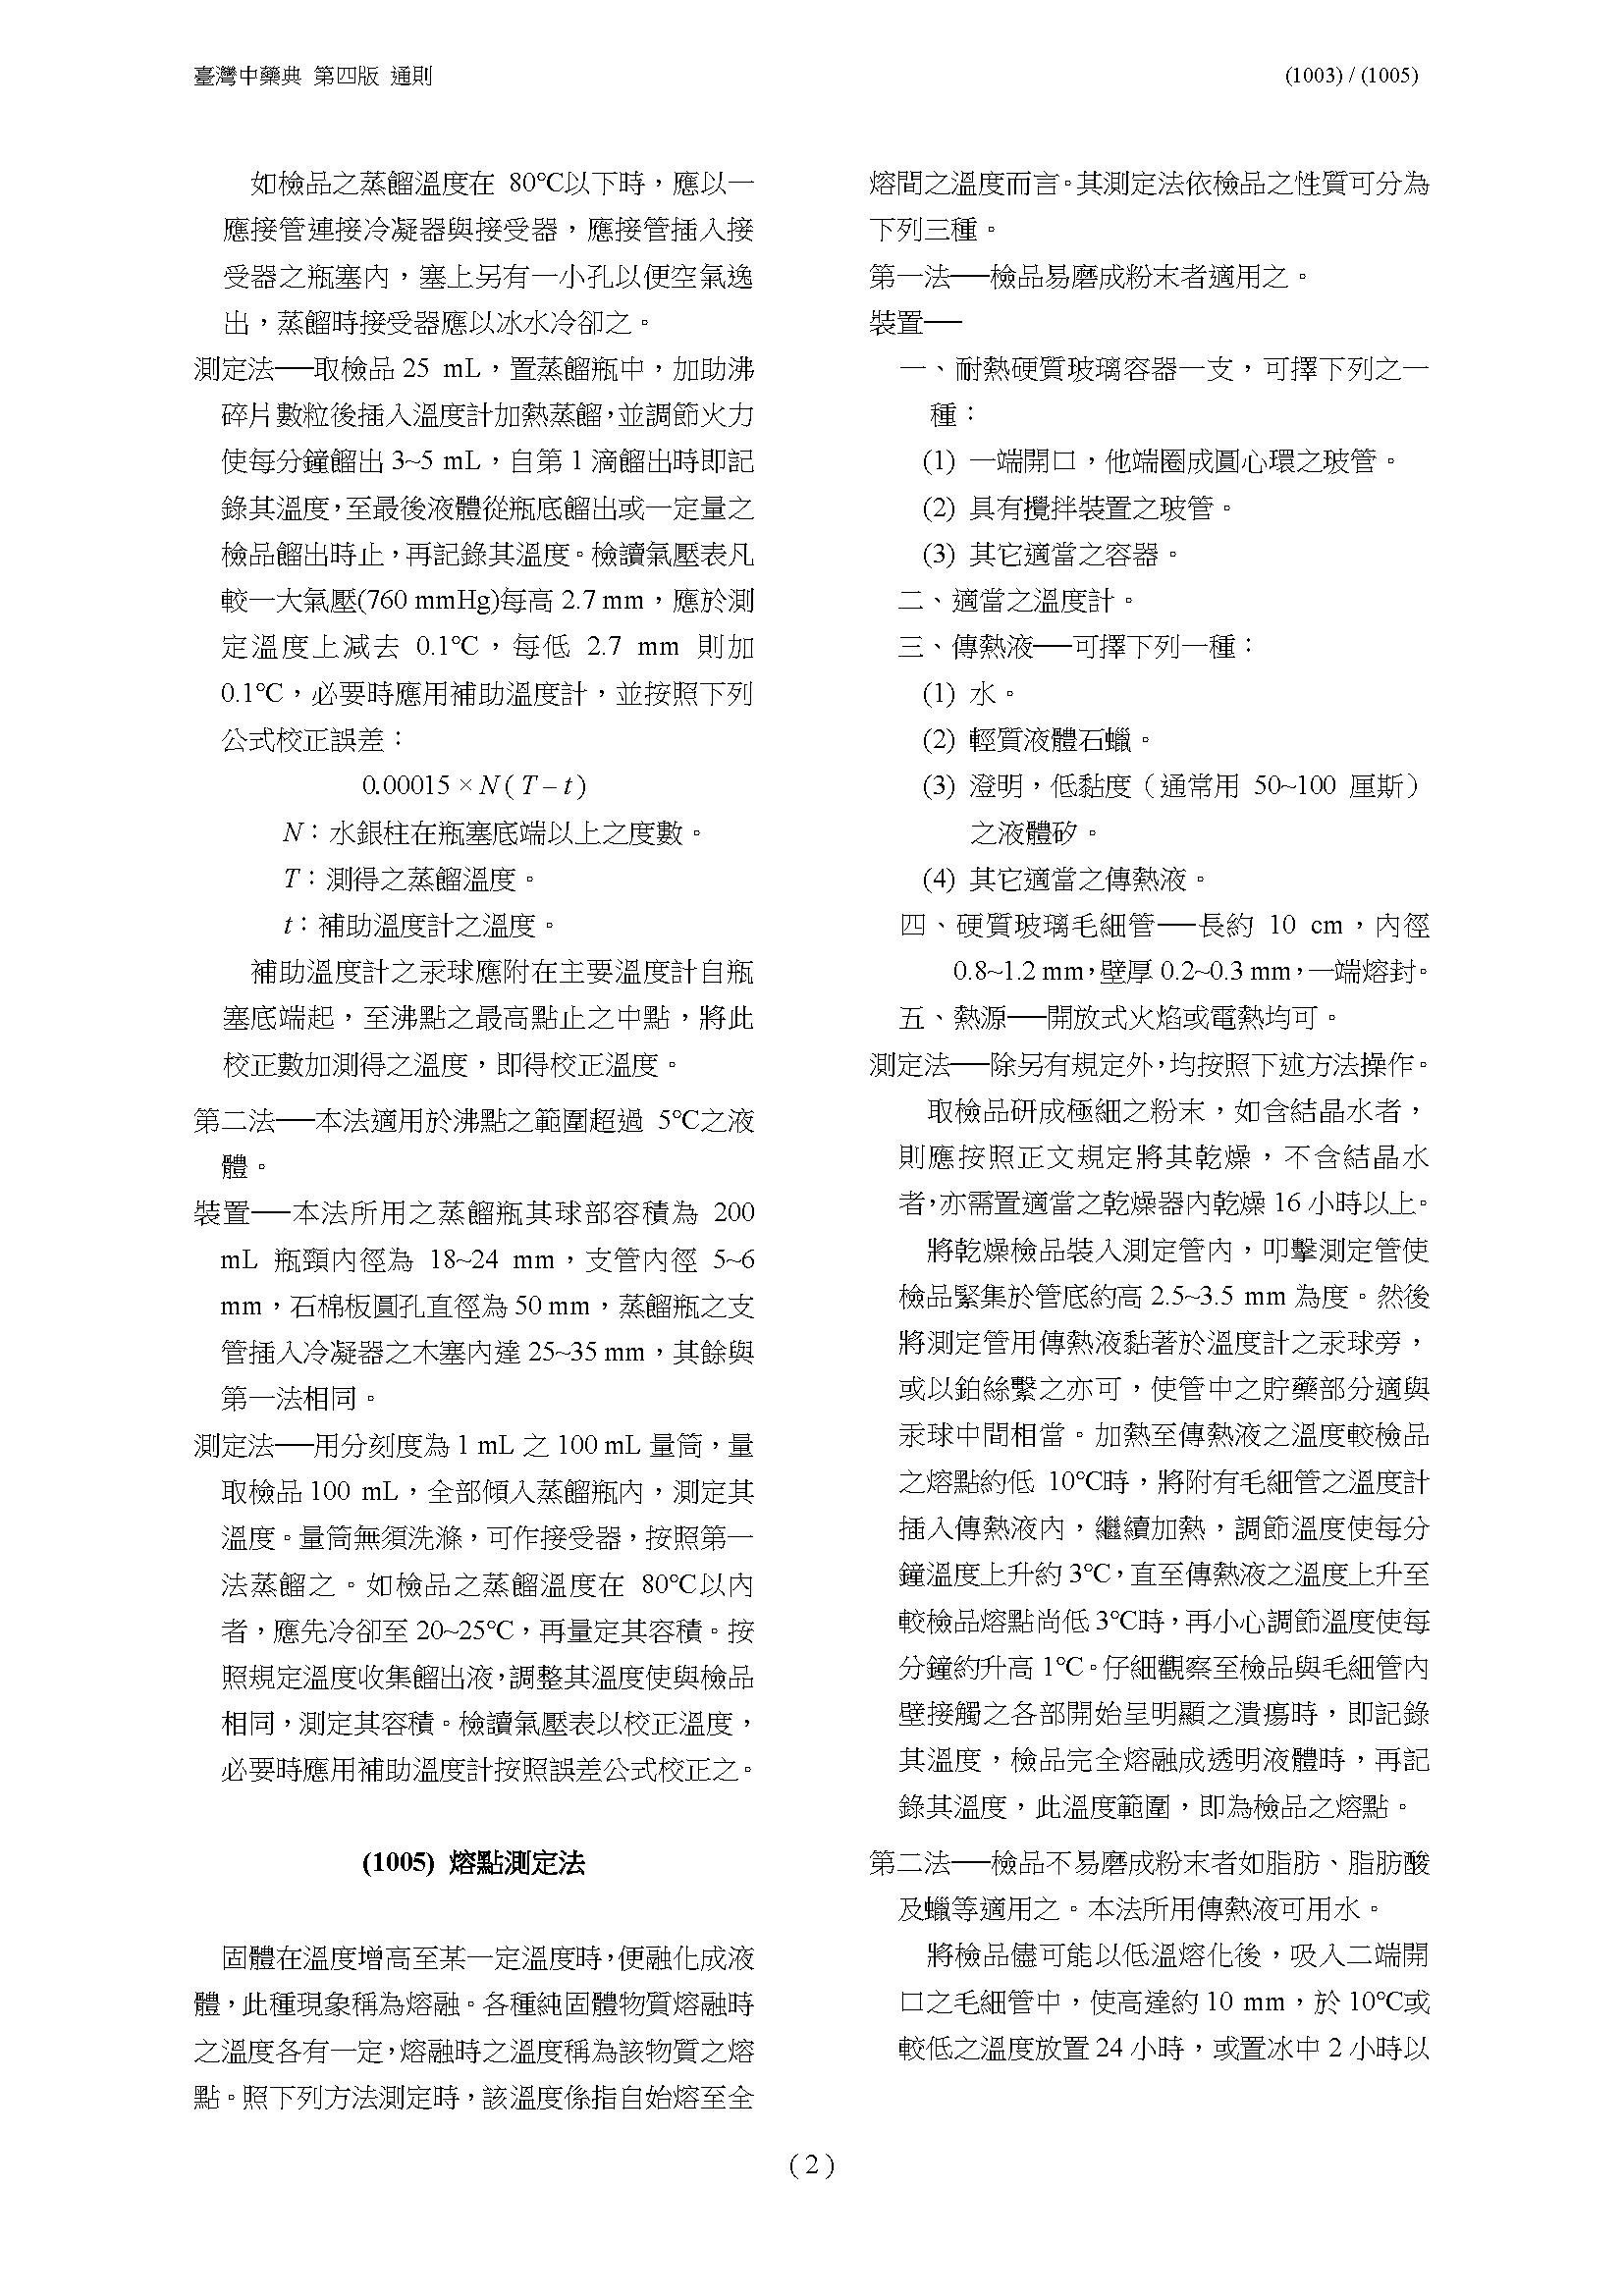 臺灣中藥典 第四版 通則
(1003) / (1005)
如檢品之蒸餾溫度在 80℃以下時，應以一
應接管連接冷凝器與接受器，應接管插入接
受器之瓶塞內，塞上另有一小孔以便空氣逸
出，蒸餾時接受器應以冰水冷卻之。
測定法──取檢品 25 mL，置蒸餾瓶中，加助沸
碎片數粒後插入溫度計加熱蒸餾，並調節火力
使每分鐘餾出 3~5 mL，自第 1 滴餾出時即記
錄其溫度，至最後液體從瓶底餾出或一定量之
檢品餾出時止，再記錄其溫度。檢讀氣壓表凡
較一大氣壓(760 mmHg)每高 2.7 mm，應於測
定溫度上減去 0.1℃，每低 2.7 mm 則加
0.1℃，必要時應用補助溫度計，並按照下列
公式校正誤差：
0.00015 × N ( T – t )
N：水銀柱在瓶塞底端以上之度數。
T：測得之蒸餾溫度。
t：補助溫度計之溫度。
補助溫度計之汞球應附在主要溫度計自瓶
塞底端起，至沸點之最高點止之中點，將此
校正數加測得之溫度，即得校正溫度。
第二法──本法適用於沸點之範圍超過 5℃之液
體。
裝置──本法所用之蒸餾瓶其球部容積為 200
mL 瓶頸內徑為 18~24 mm，支管內徑 5~6
mm，石棉板圓孔直徑為 50 mm，蒸餾瓶之支
管插入冷凝器之木塞內達 25~35 mm，其餘與
第一法相同。
測定法──用分刻度為 1 mL 之 100 mL 量筒，量
取檢品 100 mL，全部傾入蒸餾瓶內，測定其
溫度。量筒無須洗滌，可作接受器，按照第一
法蒸餾之。如檢品之蒸餾溫度在 80℃以內
者，應先冷卻至 20~25℃，再量定其容積。按
照規定溫度收集餾出液，調整其溫度使與檢品
相同，測定其容積。檢讀氣壓表以校正溫度，
必要時應用補助溫度計按照誤差公式校正之。
(1005) 熔點測定法
固體在溫度增高至某一定溫度時，便融化成液
體，此種現象稱為熔融。各種純固體物質熔融時
之溫度各有一定，熔融時之溫度稱為該物質之熔
點。照下列方法測定時，該溫度係指自始熔至全
熔間之溫度而言。其測定法依檢品之性質可分為
下列三種。
第一法──檢品易磨成粉末者適用之。
裝置──
一、耐熱硬質玻璃容器一支，可擇下列之一
種：
(1) 一端開口，他端圈成圓心環之玻管。
(2) 具有攪拌裝置之玻管。
(3) 其它適當之容器。
二、適當之溫度計。
三、傳熱液──可擇下列一種：
(1) 水。
(2) 輕質液體石蠟。
(3) 澄明，低黏度（通常用 50~100 厘斯）
之液體矽。
(4) 其它適當之傳熱液。
四、硬質玻璃毛細管──長約 10 cm，內徑
0.8~1.2 mm，壁厚 0.2~0.3 mm，一端熔封。
五、熱源──開放式火焰或電熱均可。
測定法──除另有規定外，均按照下述方法操作。
取檢品研成極細之粉末，如含結晶水者，
則應按照正文規定將其乾燥，不含結晶水
者，亦需置適當之乾燥器內乾燥 16 小時以上。
將乾燥檢品裝入測定管內，叩擊測定管使
檢品緊集於管底約高 2.5~3.5 mm 為度。然後
將測定管用傳熱液黏著於溫度計之汞球旁，
或以鉑絲繫之亦可，使管中之貯藥部分適與
汞球中間相當。加熱至傳熱液之溫度較檢品
之熔點約低 10℃時，將附有毛細管之溫度計
插入傳熱液內，繼續加熱，調節溫度使每分
鐘溫度上升約 3℃，直至傳熱液之溫度上升至
較檢品熔點尚低 3℃時，再小心調節溫度使每
分鐘約升高 1℃。仔細觀察至檢品與毛細管內
壁接觸之各部開始呈明顯之潰瘍時，即記錄
其溫度，檢品完全熔融成透明液體時，再記
錄其溫度，此溫度範圍，即為檢品之熔點。
第二法──檢品不易磨成粉末者如脂肪、脂肪酸
及蠟等適用之。本法所用傳熱液可用水。
將檢品儘可能以低溫熔化後，吸入二端開
口之毛細管中，使高達約 10 mm，於 10℃或
較低之溫度放置 24 小時，或置冰中 2 小時以
( 2 )